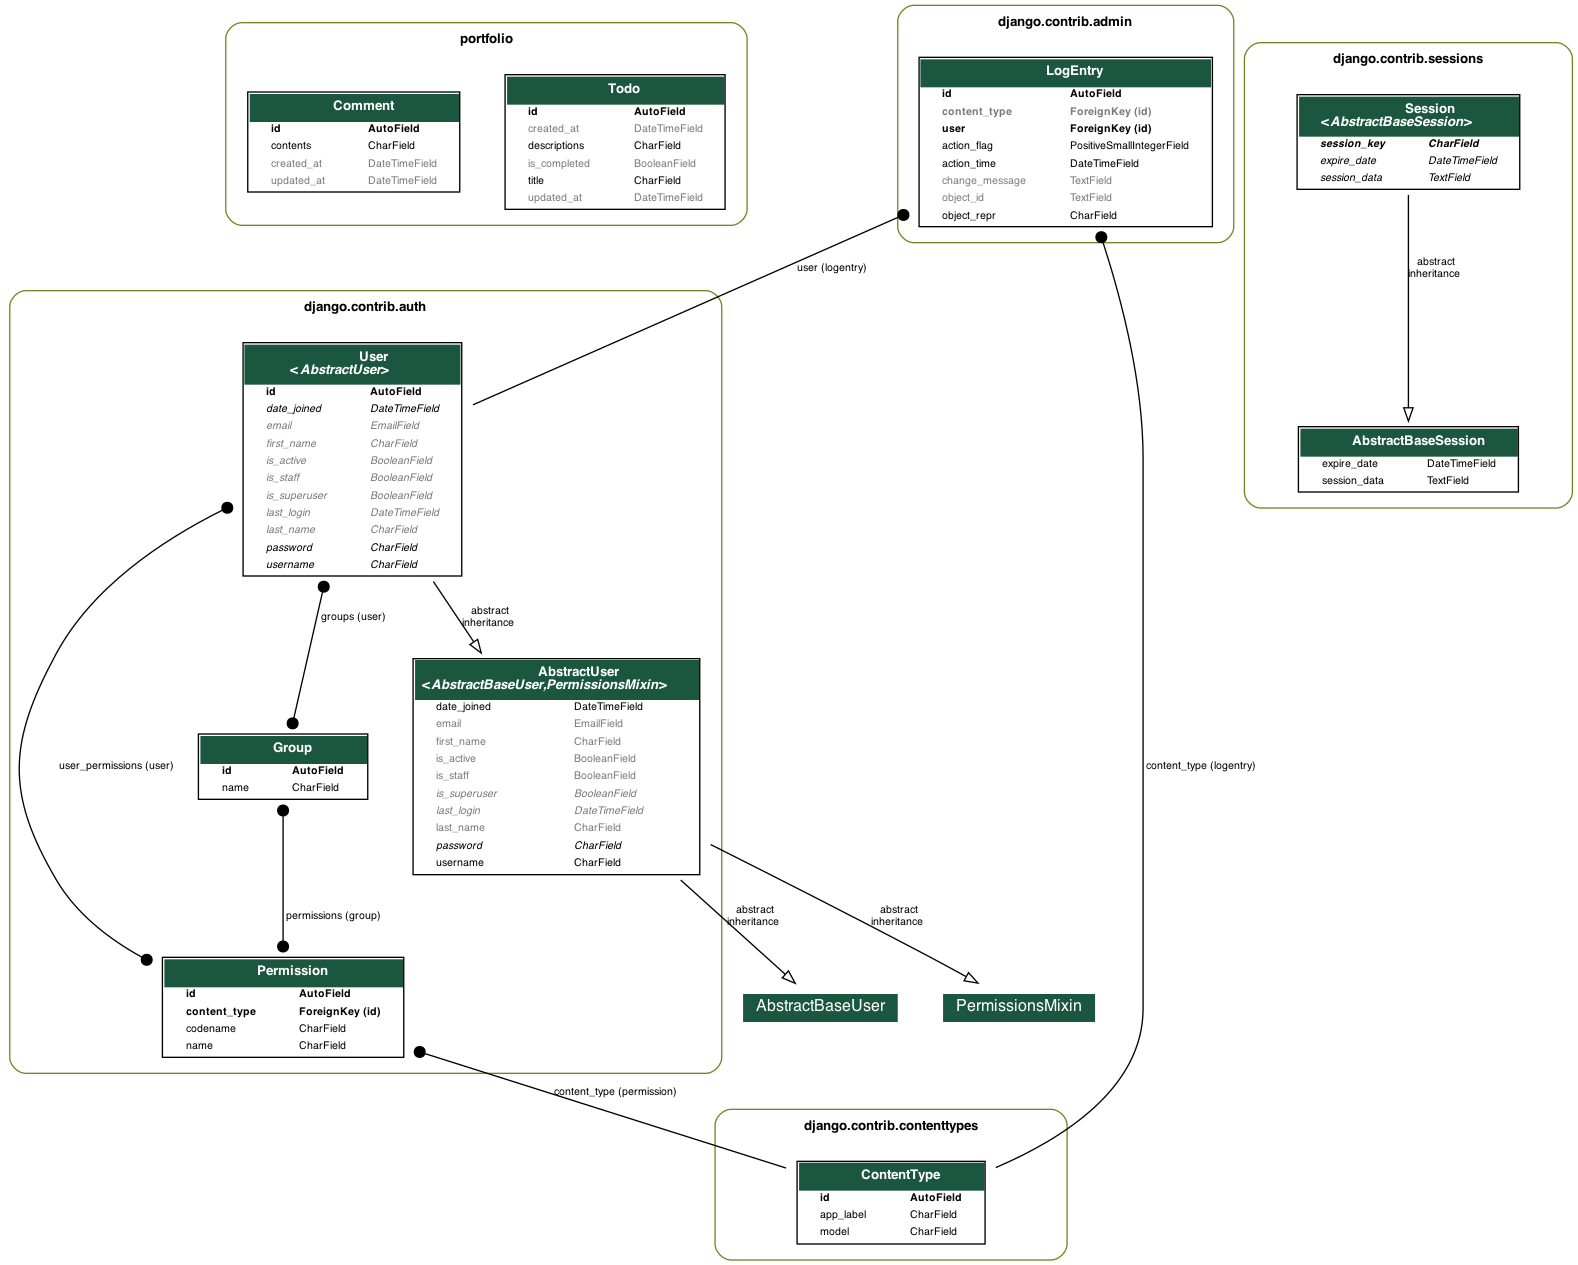 portfolio
Comment
id AutoField
contents CharField
created_at DateTimeField
updated_at DateTimeField
Todo
id AutoField
created_at DateTimeField
descriptions CharField
is_completed BooleanField
title CharField
updated_at DateTimeField
django.contrib.admin
LogEntry
id AutoField
content_type ForeignKey (id)
user ForeignKey (id)
action_flag PositiveSmallIntegerField
action_time DateTimeField
change_message TextField
object_id TextField
object_repr CharField
django.contrib.sessions
Session
<AbstractBaseSession>
session_key CharField
expire_date DateTimeField
session_data TextField
abstract
inheritance
AbstractBaseSession
expire_date DateTimeField
session_data TextField
user (logentry)
django.contrib.auth
User
<AbstractUser>
id AutoField
date_joined DateTimeField
email EmailField
first_name CharField
is_active BooleanField
is_staff BooleanField
is_superuser BooleanField
last_login DateTimeField
last_name CharField
password CharField
username CharField
groups (user)
abstract
inheritance
AbstractUser
<AbstractBaseUser,PermissionsMixin>
date_joined DateTimeField
email EmailField
first_name CharField
is_active BooleanField
is_staff BooleanField
is_superuser BooleanField
last_login DateTimeField
last_name CharField
password CharField
username CharField
Group
id AutoField
name CharField
user_permissions (user)
content_type (logentry)
permissions (group)
abstract
inheritance
abstract
inheritance
Permission
id AutoField
content_type ForeignKey (id)
codename CharField
name CharField
AbstractBaseUser
PermissionsMixin
content_type (permission)
django.contrib.contenttypes
ContentType
id AutoField
app_label CharField
model CharField